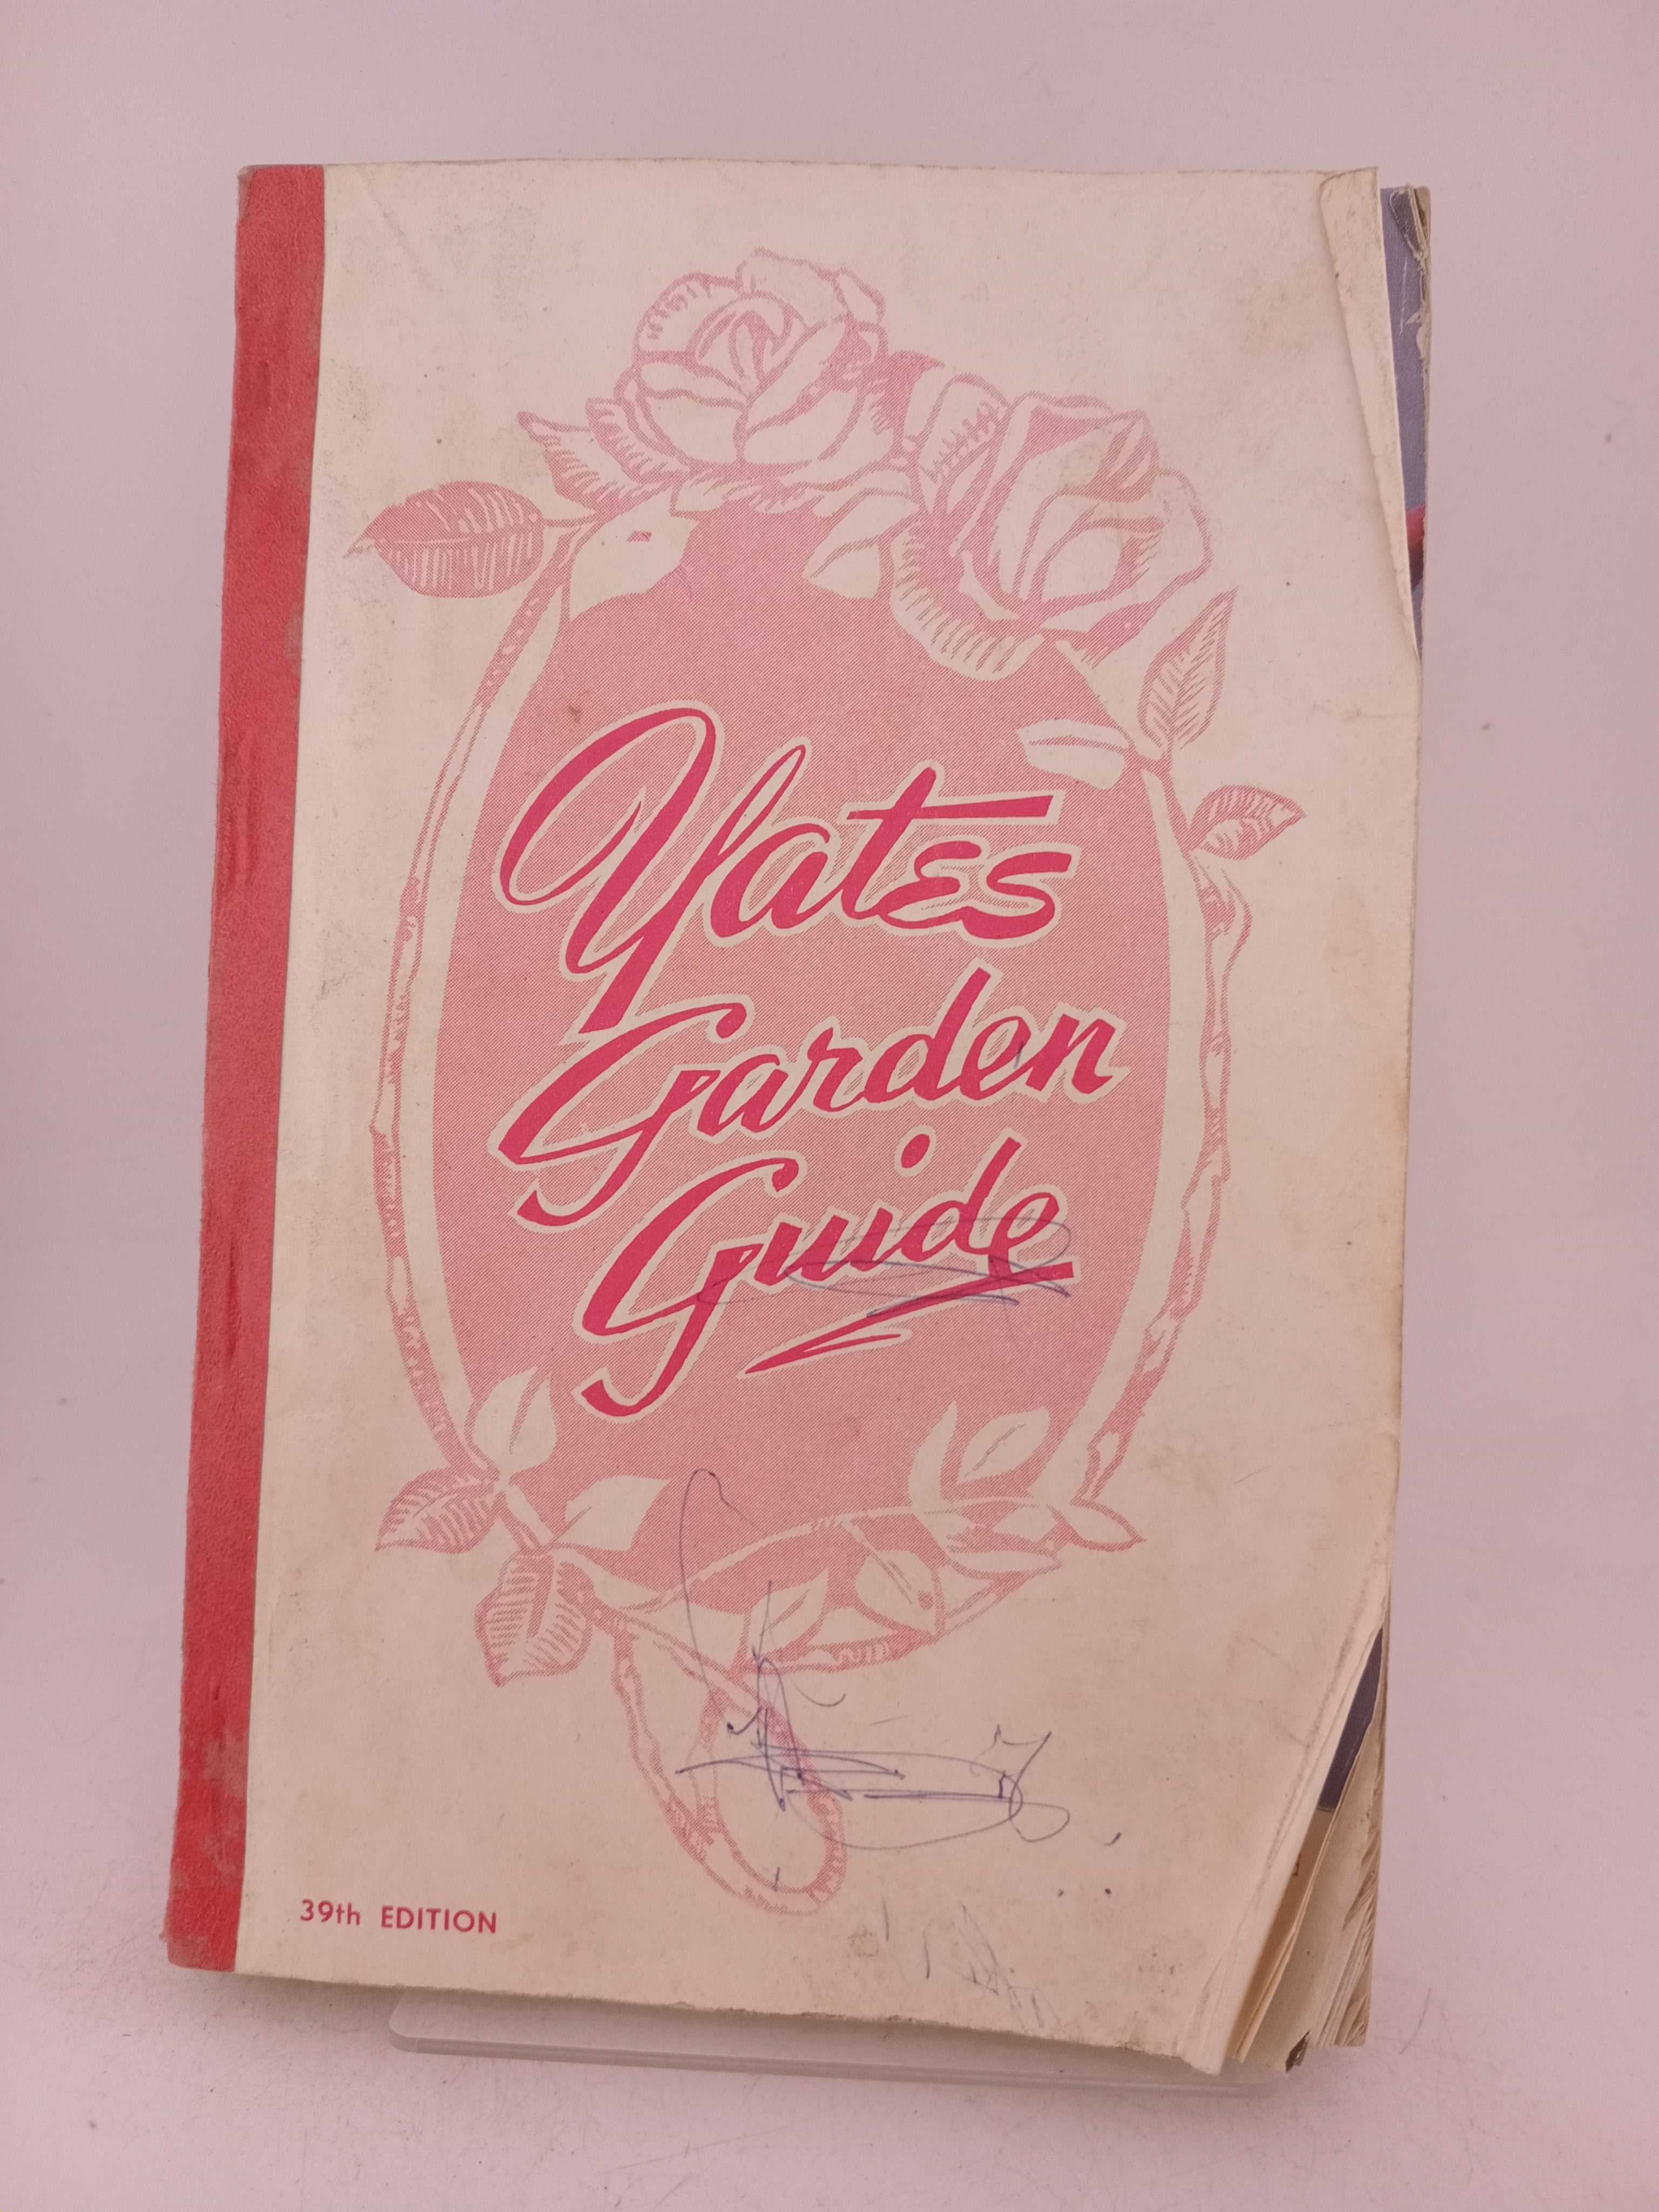 Yates
Garden
Guide
39th EDITION